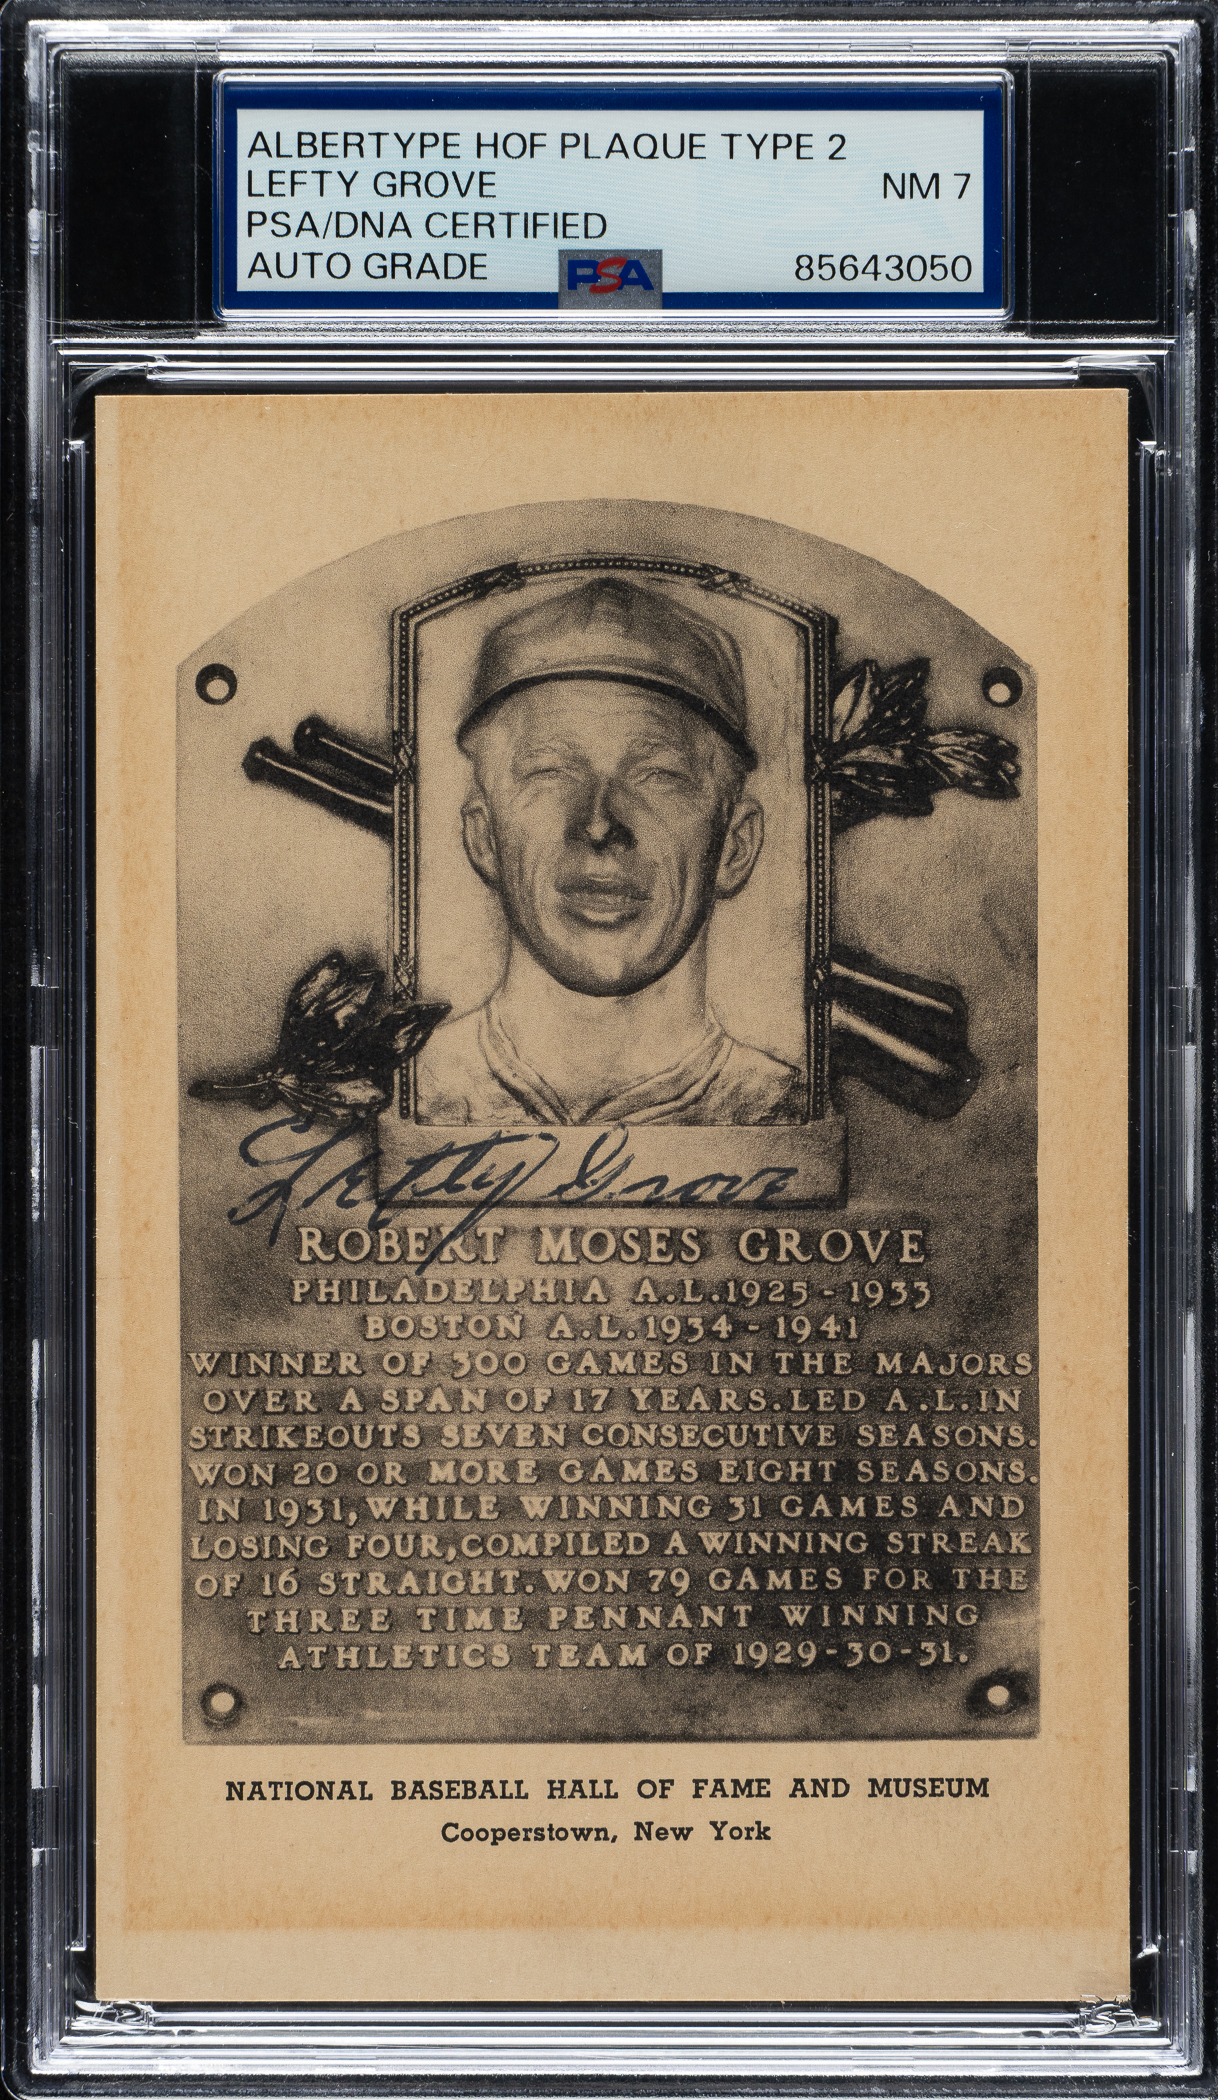 ALBERTYPE HOF PLAQUE TYPE 2
LEFTY GROVE NM 7
PSA/DNA CERTIFIED
AUTO GRADE PSA 85643050
Lefty Grove
ROBERT MOSES GROVE
PHILADELPHIA A.L. 1925 - 1933
BOSTON A.L. 1934 - 1941
WINNER OF 300 GAMES IN THE MAJORS
OVER A SPAN OF 17 YEARS. LED A.L. IN
STRIKEOUTS SEVEN CONSECUTIVE SEASONS.
WON 20 OR MORE GAMES EIGHT SEASONS.
IN 1931, WHILE WINNING 31 GAMES AND
LOSING FOUR, COMPILED A WINNING STREAK
OF 16 STRAIGHT. WON 79 GAMES FOR THE
THREE TIME PENNANT WINNING
ATHLETICS TEAM OF 1929-30-31.
NATIONAL BASEBALL HALL OF FAME AND MUSEUM
Cooperstown, New York
PSA